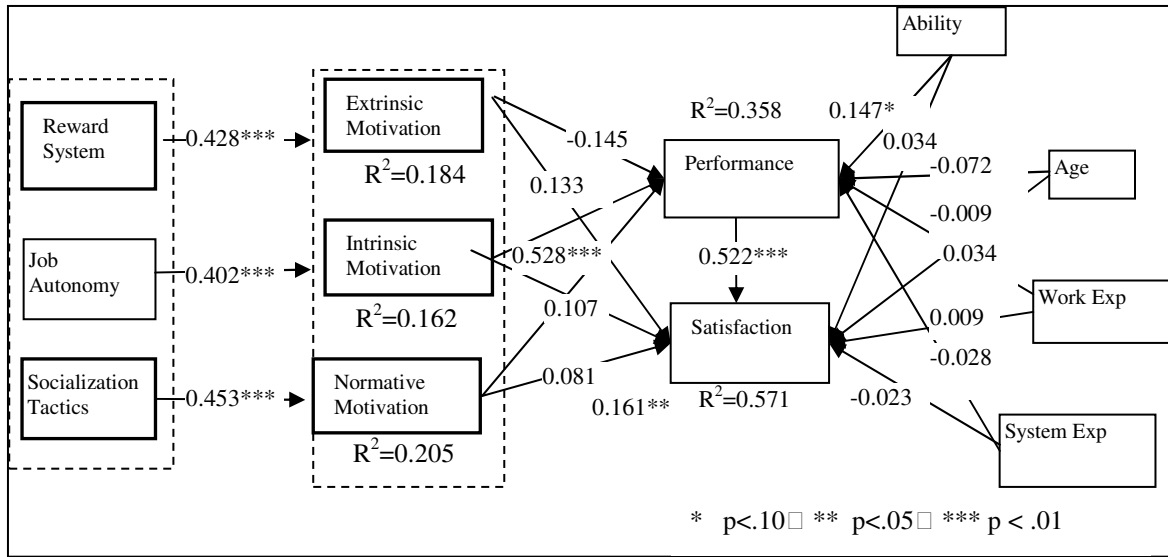 Ability
Reward
System
0.428***
Extrinsic
Motivation
R²=0.184
-0.145
0.133
R²=0.358
Performance
0.147*
0.034
-0.072
Age
-0.009
0.034
Job
Autonomy
0.402***
Intrinsic
Motivation
R²=0.162
0.528***
0.107
0.522***
Satisfaction
R²=0.571
0.009
-0.028
Work Exp
Socialization
Tactics
0.453***
Normative
Motivation
R²=0.205
0.081
0.161**
-0.023
System Exp
* p<.10□ ** p<.05□ *** p < .01